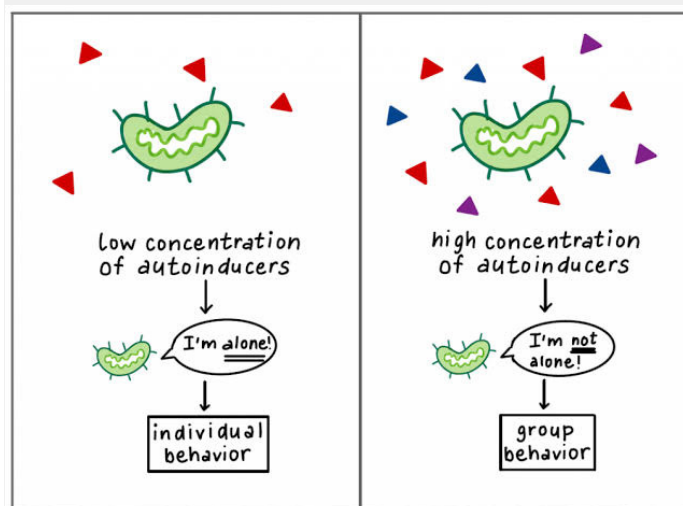 low concentration
of autoinducers
I'm alone!
individual
behavior
high concentration
of autoinducers
I'm not
alone!
group
behavior